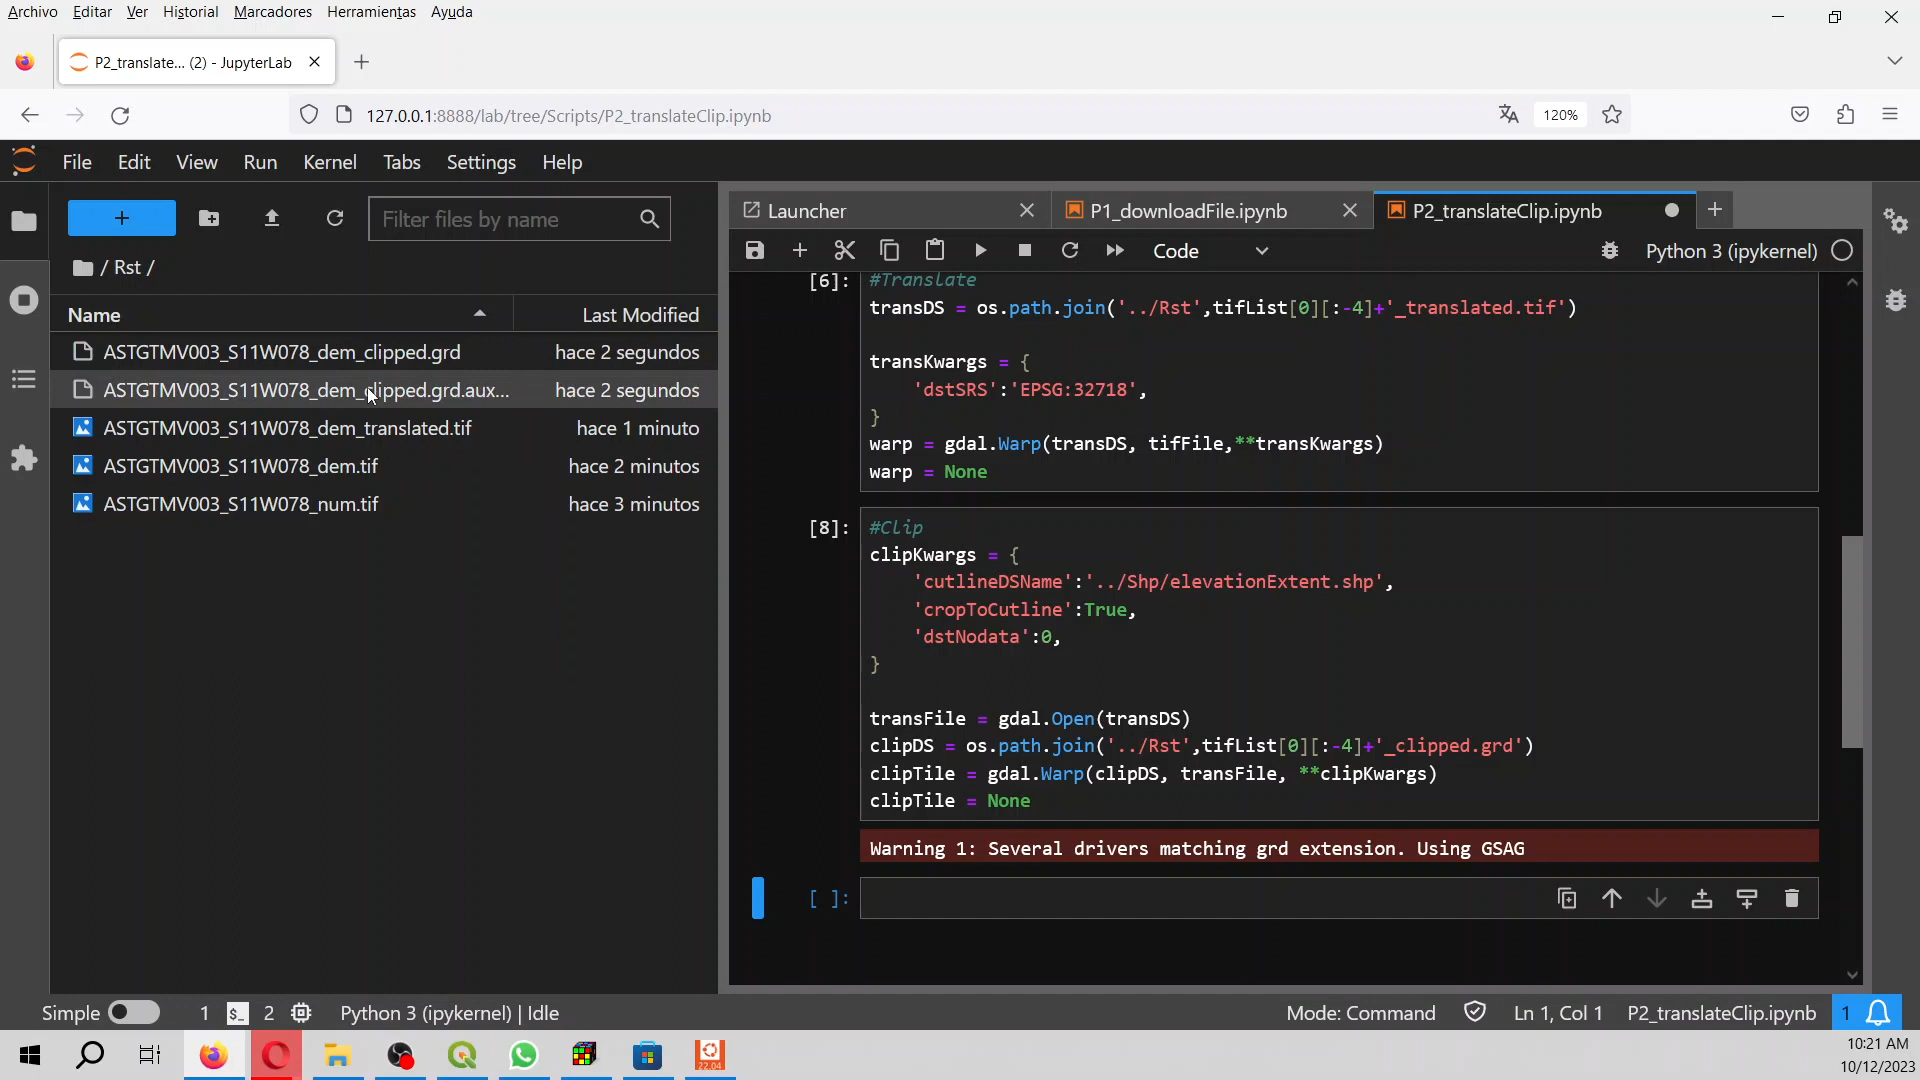 Archivo Editar Ver Historial Marcadores Herramientas Ayuda
P2_translate... (2) - JupyterLab
127.0.0.1:8888/lab/tree/Scripts/P2_translateClip.ipynb
120%
File Edit View Run Kernel Tabs Settings Help
Filter files by name
/ Rst /
Name Last Modified
ASTGTMV003_S11W078_dem_clipped.grd hace 2 segundos
ASTGTMV003_S11W078_dem_clipped.grd.aux... hace 2 segundos
ASTGTMV003_S11W078_dem_translated.tif hace 1 minuto
ASTGTMV003_S11W078_dem.tif hace 2 minutos
ASTGTMV003_S11W078_num.tif hace 3 minutos
Launcher P1_downloadFile.ipynb P2_translateClip.ipynb
Code Python 3 (ipykernel)
[6]: #Translate
transDS = os.path.join('../Rst',tifList[0][:-4]+'_translated.tif')
transKwargs = {
'dstSRS':'EPSG:32718',
}
warp = gdal.Warp(transDS, tifFile,**transKwargs)
warp = None
[8]: #Clip
clipKwargs = {
'cutlineDSName':'../Shp/elevationExtent.shp',
'cropToCutline':True,
'dstNodata':0,
}
transFile = gdal.Open(transDS)
clipDS = os.path.join('../Rst',tifList[0][:-4]+'_clipped.grd')
clipTile = gdal.Warp(clipDS, transFile, **clipKwargs)
clipTile = None
Warning 1: Several drivers matching grd extension. Using GSAG
[ ]:
Simple 1 $_ 2 Python 3 (ipykernel) | Idle Mode: Command Ln 1, Col 1 P2_translateClip.ipynb 1
22.04
10:21 AM
10/12/2023